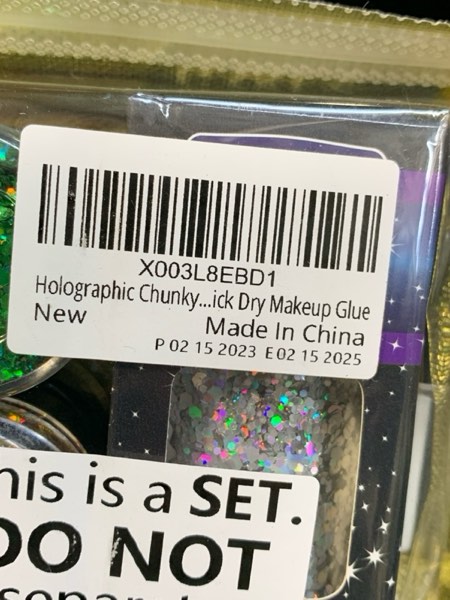 X003L8EBD1
Holographic Chunky...ick Dry Makeup Glue
New
Made In China
P 02 15 2023 E 02 15 2025
his is a SET.
DO NOT